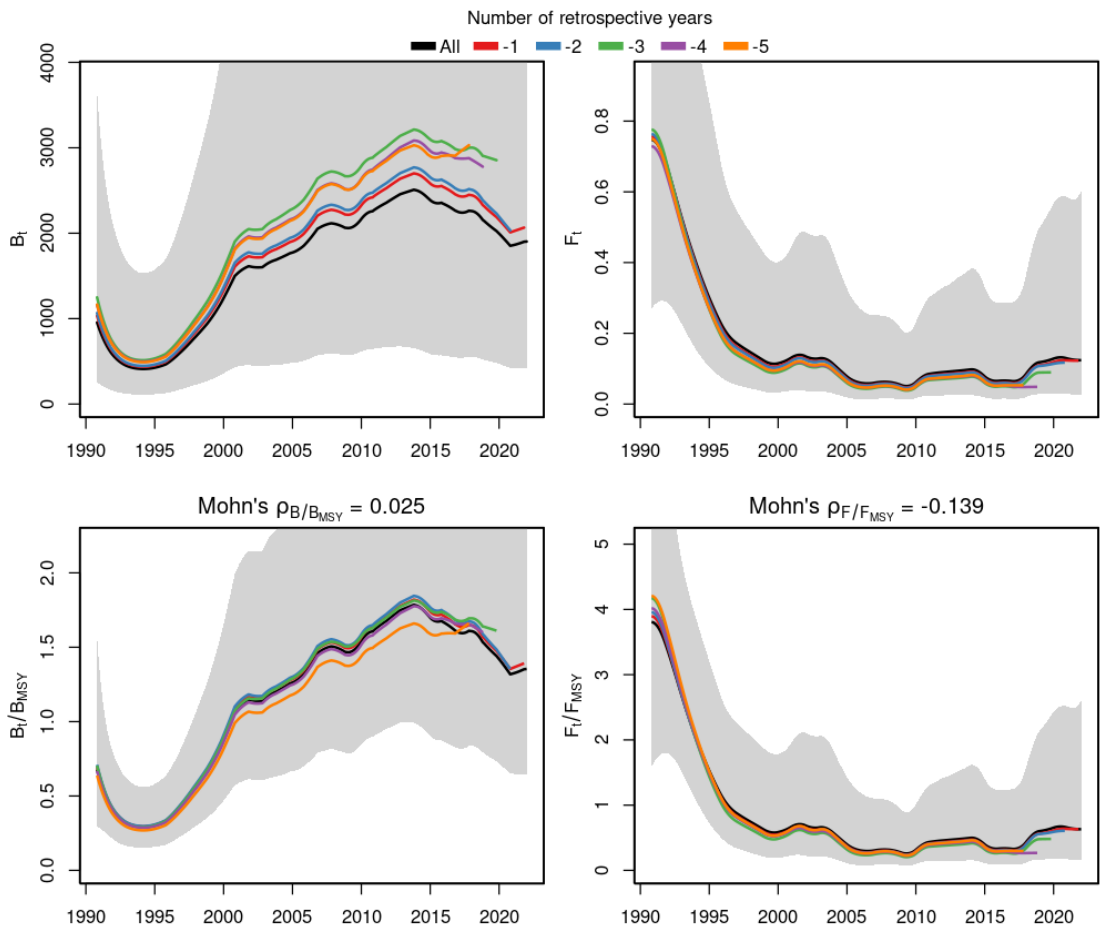 Number of retrospective years
All -1 -2 -3 -4 -5
Bt
0 1000 2000 3000 4000
1990 1995 2000 2005 2010 2015 2020
Ft
0.0 0.2 0.4 0.6 0.8
1990 1995 2000 2005 2010 2015 2020
Mohn's ρB/BMSY = 0.025
Bt/BMSY
0.0 0.5 1.0 1.5 2.0
1990 1995 2000 2005 2010 2015 2020
Mohn's ρF/FMSY = -0.139
Ft/FMSY
0 1 2 3 4 5
1990 1995 2000 2005 2010 2015 2020